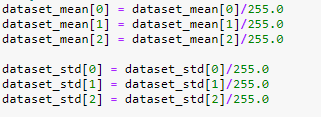 dataset_mean[0] = dataset_mean[0]/255.0
dataset_mean[1] = dataset_mean[1]/255.0
dataset_mean[2] = dataset_mean[2]/255.0
dataset_std[0] = dataset_std[0]/255.0
dataset_std[1] = dataset_std[1]/255.0
dataset_std[2] = dataset_std[2]/255.0